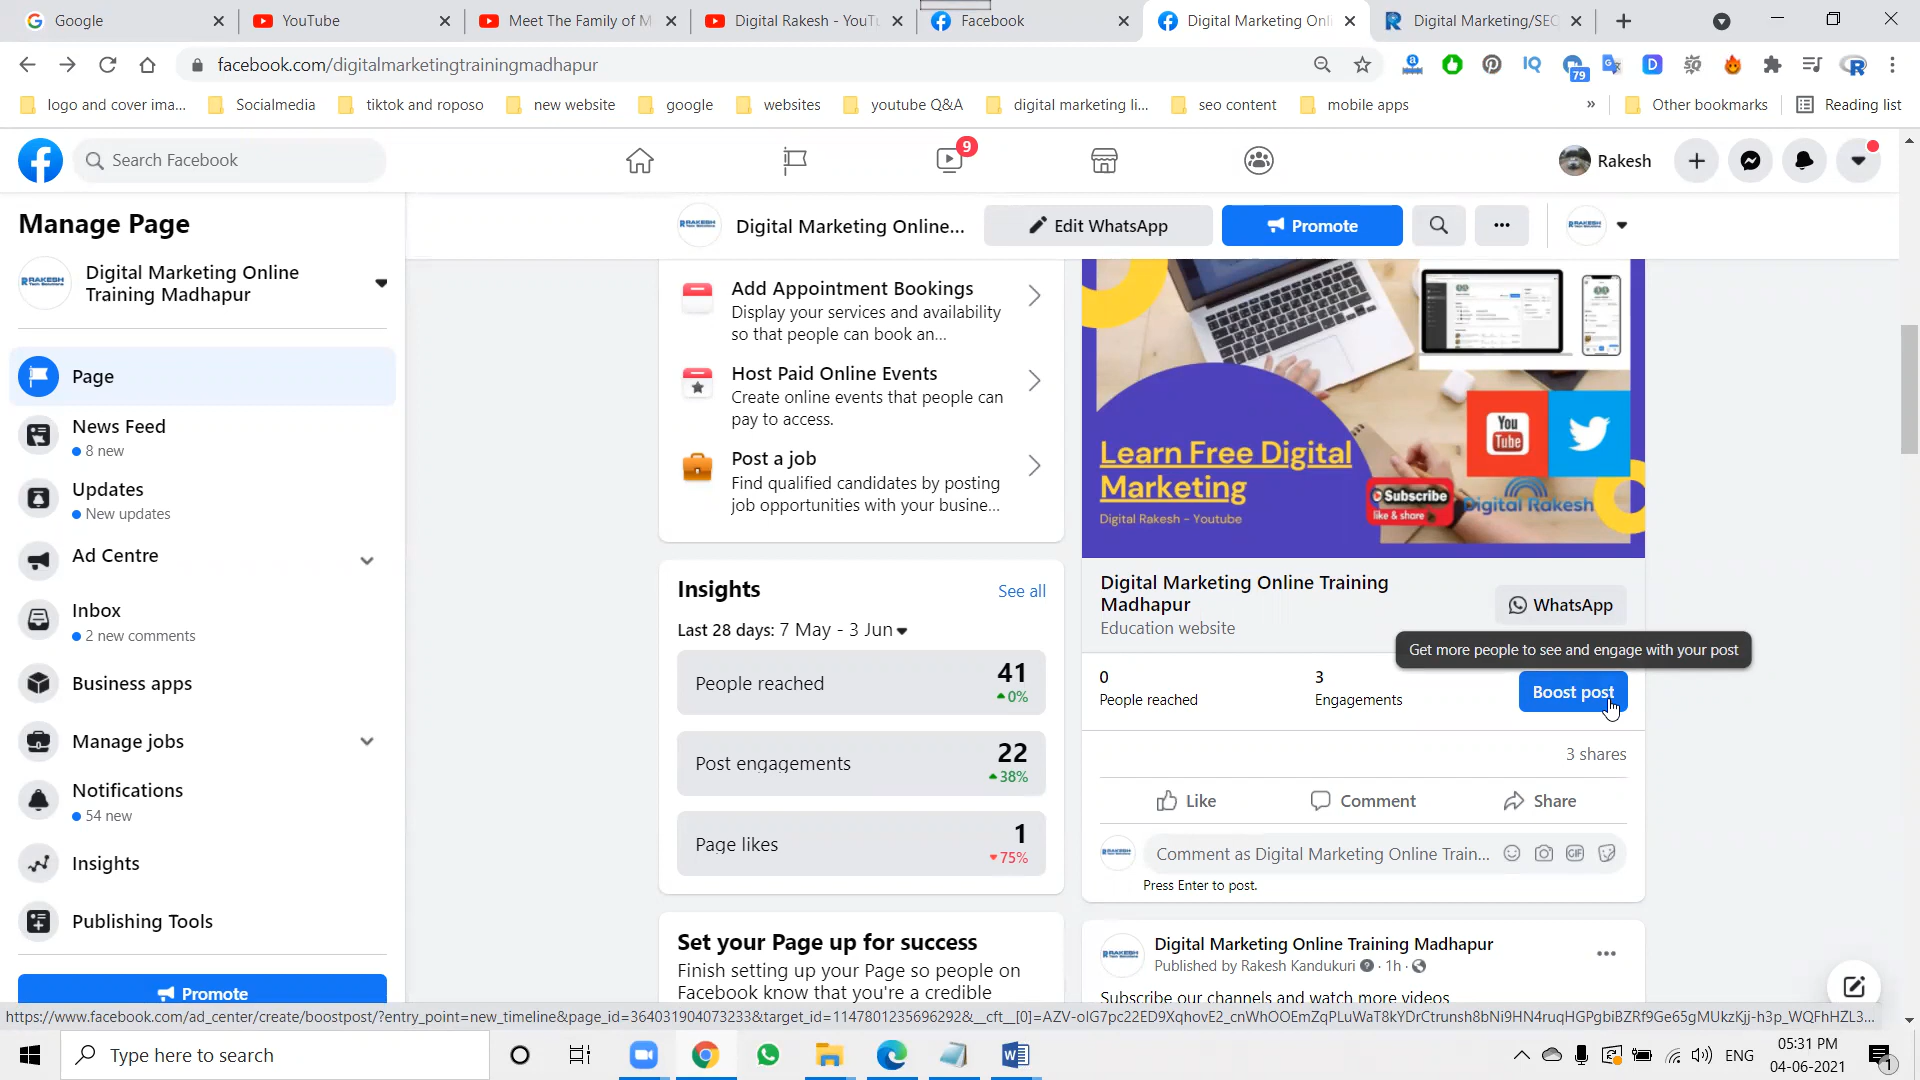 Google
YouTube
Meet The Family of M
Digital Rakesh - YouTu
Facebook
Digital Marketing Onli
Digital Marketing/SEO
facebook.com/digitalmarketingtrainingmadhapur
IQ
79
D
logo and cover ima...
Socialmedia
tiktok and roposo
new website
google
websites
youtube Q&A
digital marketing li...
seo content
mobile apps
»
Other bookmarks
Reading list
Search Facebook
9
Rakesh
Manage Page
Digital Marketing Online...
Edit WhatsApp
Promote
Digital Marketing Online
Training Madhapur
Page
News Feed
8 new
Updates
New updates
Ad Centre
Inbox
2 new comments
Business apps
Manage jobs
Notifications
54 new
Insights
Publishing Tools
Promote
Add Appointment Bookings
Display your services and availability
so that people can book an...
Host Paid Online Events
Create online events that people can
pay to access.
Post a job
Find qualified candidates by posting
job opportunities with your busine...
Insights
See all
Last 28 days: 7 May - 3 Jun
People reached
41
0%
Post engagements
22
38%
Page likes
1
75%
Set your Page up for success
Finish setting up your Page so people on
Facebook know that you're a credible
Learn Free Digital
Marketing
Digital Rakesh - Youtube
You
Tube
Subscribe
like & share
Digital Rakesh
Digital Marketing Online Training
Madhapur
Education website
WhatsApp
Get more people to see and engage with your post
0
People reached
3
Engagements
Boost post
3 shares
Like
Comment
Share
Comment as Digital Marketing Online Train...
GIF
Press Enter to post.
Digital Marketing Online Training Madhapur
Published by Rakesh Kandukuri · 1h ·
Subscribe our channels and watch more videos
Type here to search
ENG
05:31 PM
04-06-2021
1